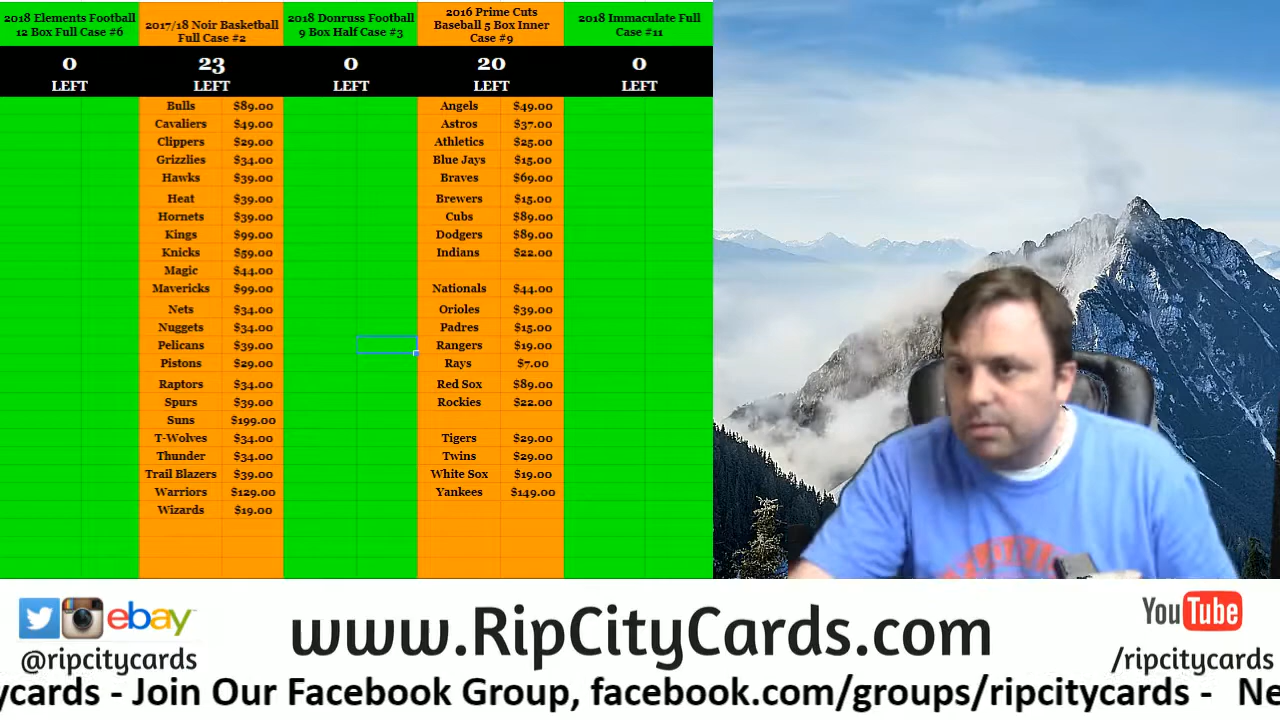 2018 Elements Football
12 Box Full Case #6
2017/18 Noir Basketball
Full Case #2
2018 Donruss Football
9 Box Half Case #3
2016 Prime Cuts
Baseball 5 Box Inner
Case #9
2018 Immaculate Full
Case #11
0 23 0 20 0
LEFT LEFT LEFT LEFT LEFT
Bulls $89.00 Angels $49.00
Cavaliers $49.00 Astros $37.00
Clippers $29.00 Athletics $25.00
Grizzlies $34.00 Blue Jays $15.00
Hawks $39.00 Braves $69.00
Heat $39.00 Brewers $15.00
Hornets $39.00 Cubs $89.00
Kings $99.00 Dodgers $89.00
Knicks $59.00 Indians $22.00
Magic $44.00
Mavericks $99.00 Nationals $44.00
Nets $34.00 Orioles $39.00
Nuggets $34.00 Padres $15.00
Pelicans $39.00 Rangers $19.00
Pistons $29.00 Rays $7.00
Raptors $34.00 Red Sox $89.00
Spurs $39.00 Rockies $22.00
Suns $199.00
T-Wolves $34.00 Tigers $29.00
Thunder $34.00 Twins $29.00
Trail Blazers $39.00 White Sox $19.00
Warriors $129.00 Yankees $149.00
Wizards $19.00
ebay
@ripcitycards
www.RipCityCards.com
YouTube
/ripcitycards
ycards - Join Our Facebook Group, facebook.com/groups/ripcitycards - Ne